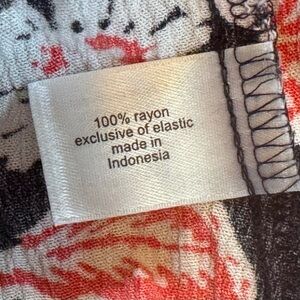 100% rayon
exclusive of elastic
made in
Indonesia